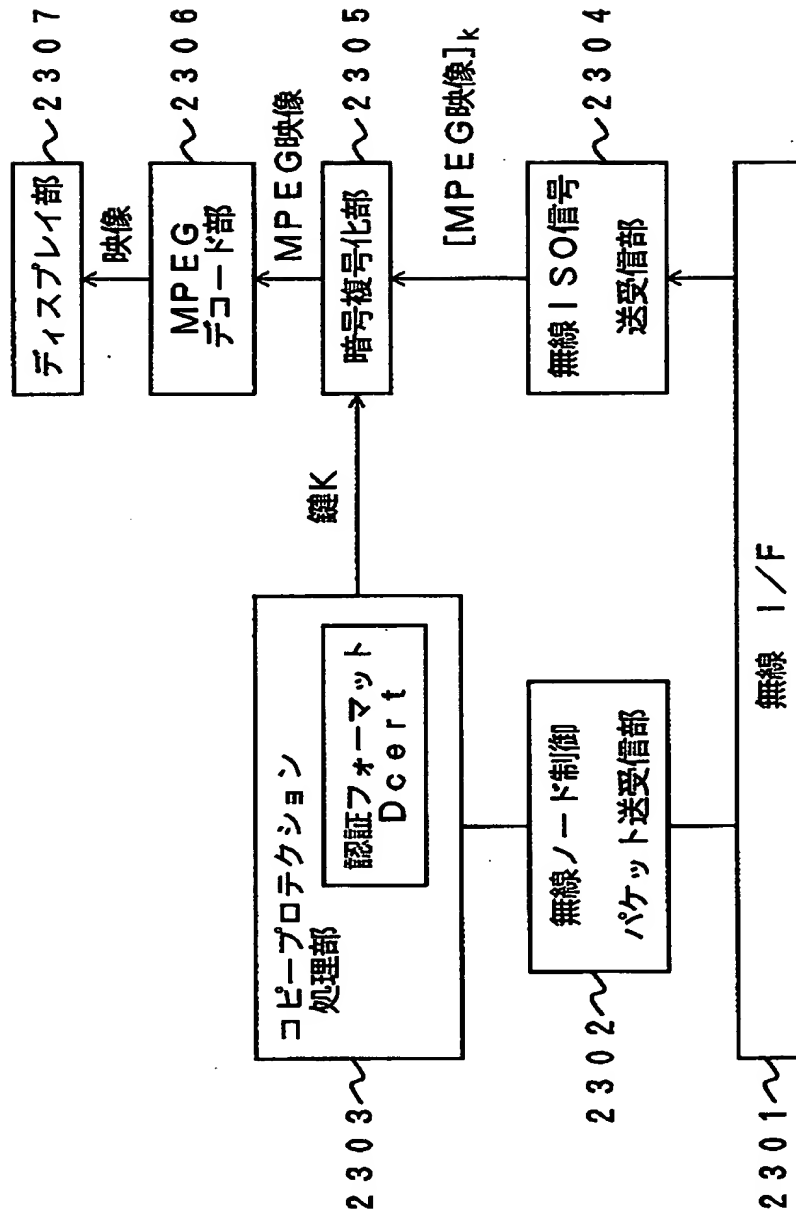 ディスプレイ部
2307
映像
MPEG
デコード部
2306
MPEG映像
コピープロテクション
処理部
認証フォーマット
Dcert
2303
鍵K
暗号復号化部
2305
[MPEG映像]k
無線ノード制御
パケット送受信部
2302
無線ISO信号
送受信部
2304
無線 I/F
2301